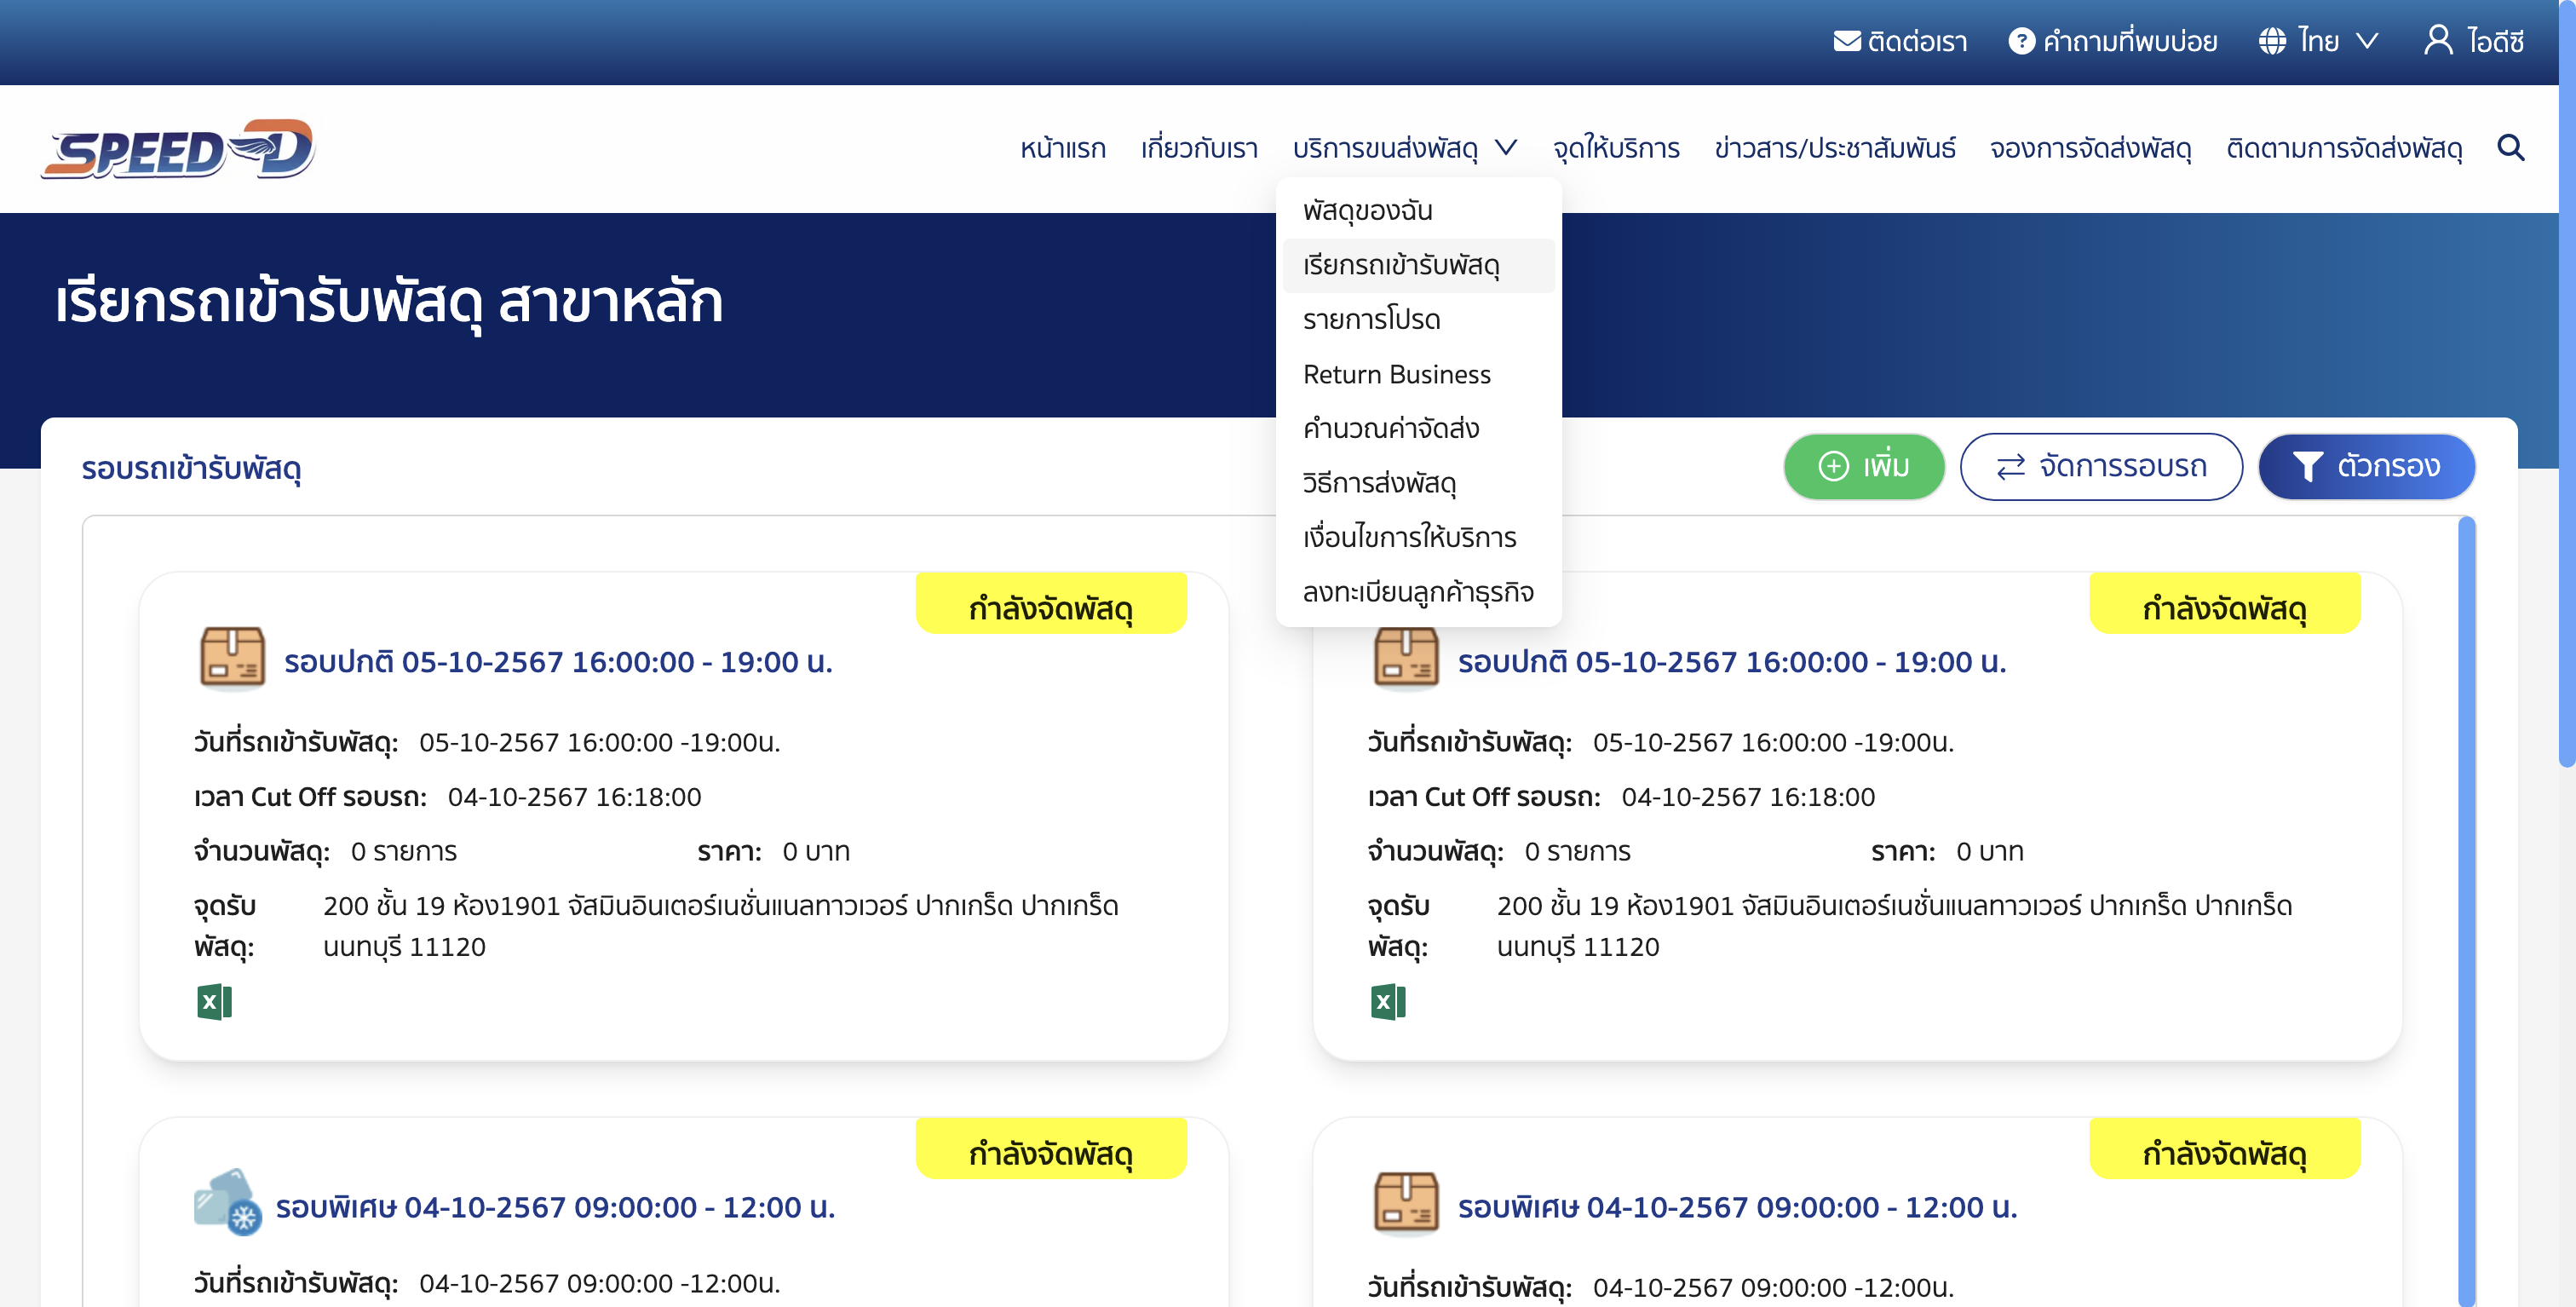 ติดต่อเรา คำถามที่พบบ่อย ไทย ไอดีซี
SPEED-D
หน้าแรก เกี่ยวกับเรา บริการขนส่งพัสดุ จุดให้บริการ ข่าวสาร/ประชาสัมพันธ์ จองการจัดส่งพัสดุ ติดตามการจัดส่งพัสดุ
พัสดุของฉัน
เรียกรถเข้ารับพัสดุ
รายการโปรด
Return Business
คำนวณค่าจัดส่ง
วิธีการส่งพัสดุ
เงื่อนไขการให้บริการ
ลงทะเบียนลูกค้าธุรกิจ
เรียกรถเข้ารับพัสดุ สาขาหลัก
รอบรถเข้ารับพัสดุ
เพิ่ม จัดการรอบรถ ตัวกรอง
กำลังจัดพัสดุ
รอบปกติ 05-10-2567 16:00:00 - 19:00 น.
วันที่รถเข้ารับพัสดุ: 05-10-2567 16:00:00 -19:00น.
เวลา Cut Off รอบรถ: 04-10-2567 16:18:00
จำนวนพัสดุ: 0 รายการ ราคา: 0 บาท
จุดรับพัสดุ: 200 ชั้น 19 ห้อง1901 จัสมินอินเตอร์เนชั่นแนลทาวเวอร์ ปากเกร็ด ปากเกร็ด
นนทบุรี 11120
กำลังจัดพัสดุ
รอบปกติ 05-10-2567 16:00:00 - 19:00 น.
วันที่รถเข้ารับพัสดุ: 05-10-2567 16:00:00 -19:00น.
เวลา Cut Off รอบรถ: 04-10-2567 16:18:00
จำนวนพัสดุ: 0 รายการ ราคา: 0 บาท
จุดรับพัสดุ: 200 ชั้น 19 ห้อง1901 จัสมินอินเตอร์เนชั่นแนลทาวเวอร์ ปากเกร็ด ปากเกร็ด
นนทบุรี 11120
กำลังจัดพัสดุ
รอบพิเศษ 04-10-2567 09:00:00 - 12:00 น.
วันที่รถเข้ารับพัสดุ: 04-10-2567 09:00:00 -12:00น.
กำลังจัดพัสดุ
รอบพิเศษ 04-10-2567 09:00:00 - 12:00 น.
วันที่รถเข้ารับพัสดุ: 04-10-2567 09:00:00 -12:00น.